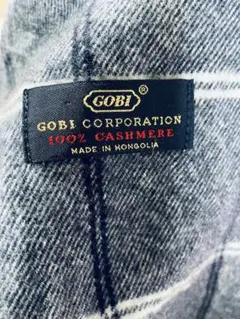 GOBI®
GOBI CORPORATION
100% CASHMERE
MADE IN MONGOLIA